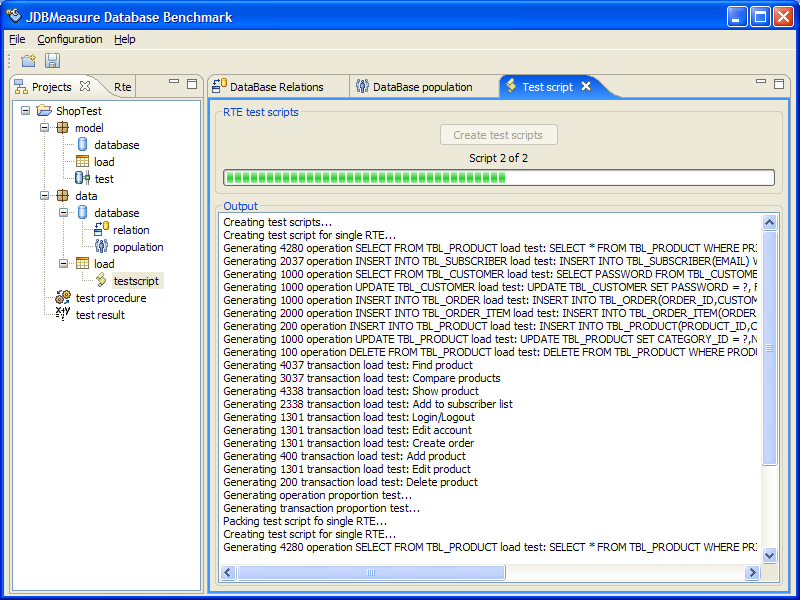 JDBMeasure Database Benchmark
File Configuration Help
Projects Rte
ShopTest
model
database
load
test
data
database
relation
population
load
testscript
test procedure
test result
DataBase Relations DataBase population Test script
RTE test scripts
Create test scripts
Script 2 of 2
Output
Creating test scripts...
Creating test script for single RTE...
Generating 4280 operation SELECT FROM TBL_PRODUCT load test: SELECT * FROM TBL_PRODUCT WHERE PRI
Generating 2037 operation INSERT INTO TBL_SUBSCRIBER load test: INSERT INTO TBL_SUBSCRIBER(EMAIL) V
Generating 1000 operation SELECT FROM TBL_CUSTOMER load test: SELECT PASSWORD FROM TBL_CUSTOME
Generating 1000 operation UPDATE TBL_CUSTOMER load test: UPDATE TBL_CUSTOMER SET PASSWORD = ?, F
Generating 1000 operation INSERT INTO TBL_ORDER load test: INSERT INTO TBL_ORDER(ORDER_ID,CUSTOM
Generating 2000 operation INSERT INTO TBL_ORDER_ITEM load test: INSERT INTO TBL_ORDER_ITEM(ORDER
Generating 200 operation INSERT INTO TBL_PRODUCT load test: INSERT INTO TBL_PRODUCT(PRODUCT_ID,C
Generating 1000 operation UPDATE TBL_PRODUCT load test: UPDATE TBL_PRODUCT SET CATEGORY_ID = ?,N
Generating 100 operation DELETE FROM TBL_PRODUCT load test: DELETE FROM TBL_PRODUCT WHERE PROD
Generating 4037 transaction load test: Find product
Generating 3037 transaction load test: Compare products
Generating 4338 transaction load test: Show product
Generating 2338 transaction load test: Add to subscriber list
Generating 1301 transaction load test: Login/Logout
Generating 1301 transaction load test: Edit account
Generating 1301 transaction load test: Create order
Generating 400 transaction load test: Add product
Generating 1301 transaction load test: Edit product
Generating 200 transaction load test: Delete product
Generating operation proportion test...
Generating transaction proportion test...
Packing test script fo single RTE...
Creating test script for single RTE...
Generating 4280 operation SELECT FROM TBL_PRODUCT load test: SELECT * FROM TBL_PRODUCT WHERE PRI